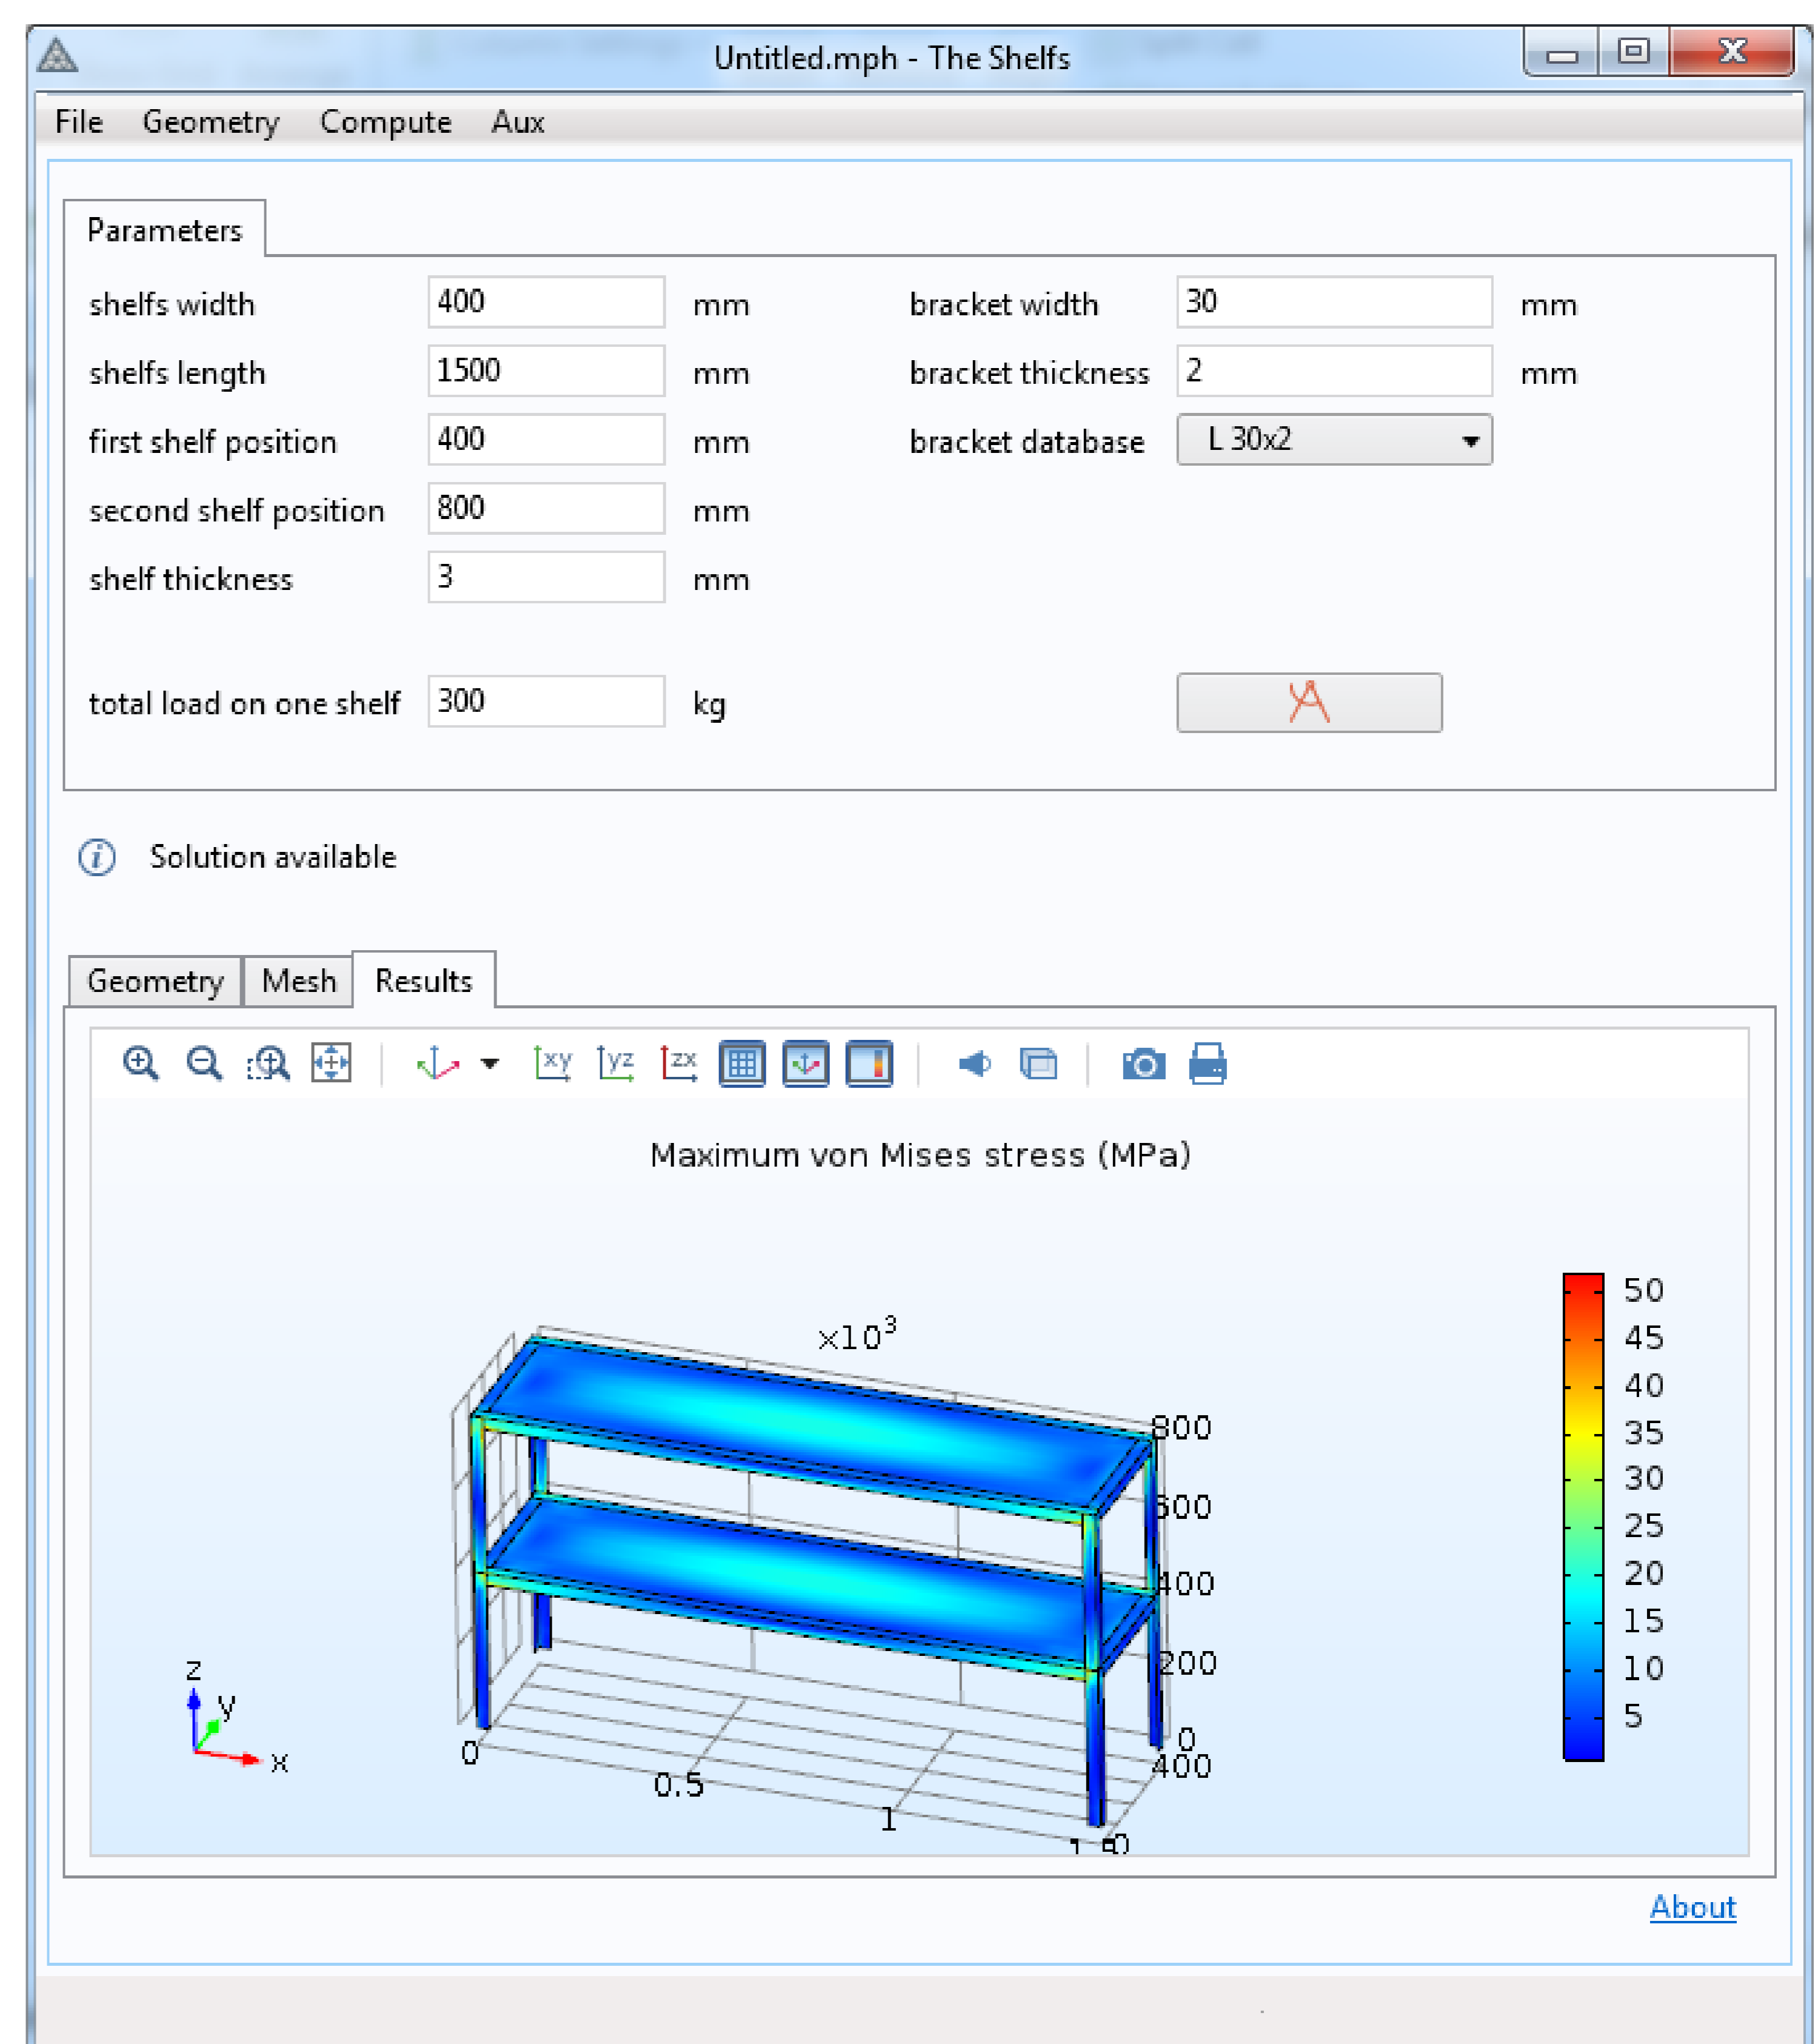 Untitled.mph - The Shelfs
File Geometry Compute Aux
Parameters
shelfs width 400 mm bracket width 30 mm
shelfs length 1500 mm bracket thickness 2 mm
first shelf position 400 mm bracket database L 30x2
second shelf position 800 mm
shelf thickness 3 mm
total load on one shelf 300 kg
Solution available
Geometry Mesh Results
xy yz zx
Maximum von Mises stress (MPa)
×10³
50
45
40
35
30
25
20
15
10
5
800
600
400
200
0
400
0
0.5
1
z
y
x
About